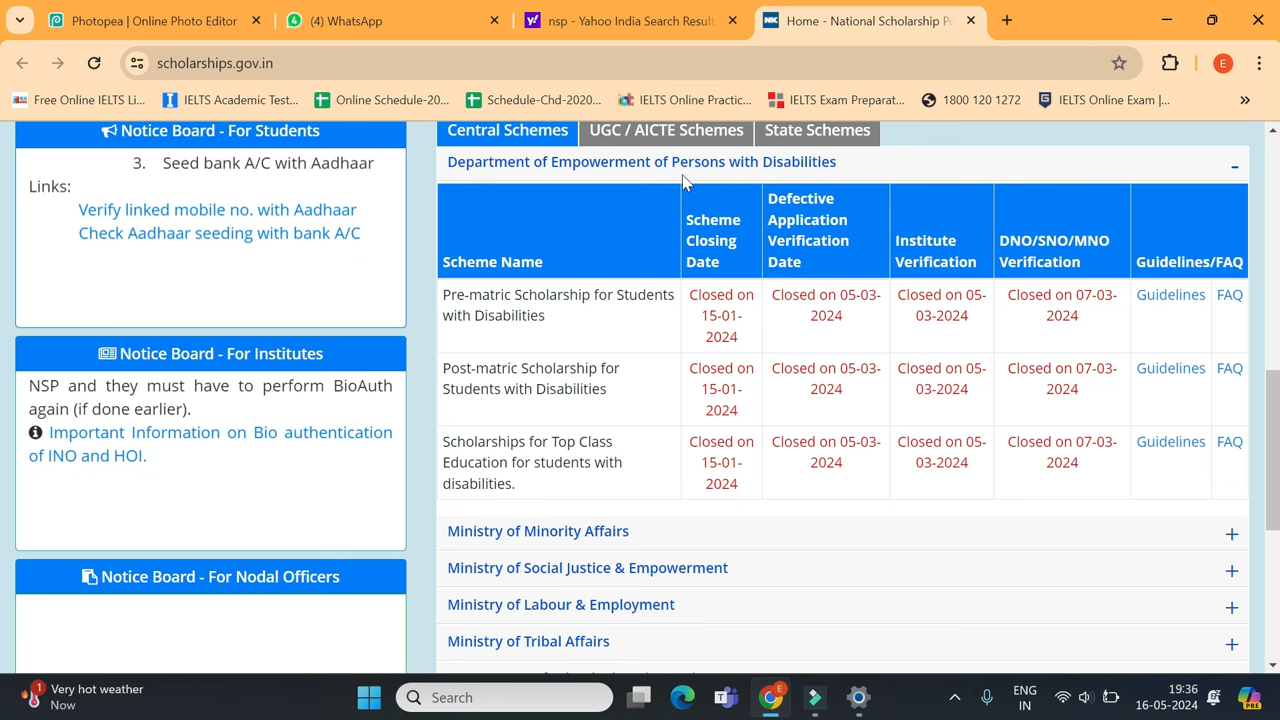 Photopea | Online Photo Editor
(4) WhatsApp
nsp - Yahoo India Search Result
Home - National Scholarship Po
scholarships.gov.in
E
Free Online IELTS Li...
IELTS Academic Test...
Online Schedule-20...
Schedule-Chd-2020...
IELTS Online Practic...
IELTS Exam Preparat...
1800 120 1272
IELTS Online Exam |...
Notice Board - For Students
3. Seed bank A/C with Aadhaar
Links:
Verify linked mobile no. with Aadhaar
Check Aadhaar seeding with bank A/C
Notice Board - For Institutes
NSP and they must have to perform BioAuth
again (if done earlier).
Important Information on Bio authentication
of INO and HOI.
Notice Board - For Nodal Officers
Central Schemes
UGC / AICTE Schemes
State Schemes
Department of Empowerment of Persons with Disabilities
Scheme Name
Scheme
Closing
Date
Defective
Application
Verification
Date
Institute
Verification
DNO/SNO/MNO
Verification
Guidelines/FAQ
Pre-matric Scholarship for Students
with Disabilities
Closed on
15-01-
2024
Closed on 05-03-
2024
Closed on 05-
03-2024
Closed on 07-03-
2024
Guidelines
FAQ
Post-matric Scholarship for
Students with Disabilities
Closed on
15-01-
2024
Closed on 05-03-
2024
Closed on 05-
03-2024
Closed on 07-03-
2024
Guidelines
FAQ
Scholarships for Top Class
Education for students with
disabilities.
Closed on
15-01-
2024
Closed on 05-03-
2024
Closed on 05-
03-2024
Closed on 07-03-
2024
Guidelines
FAQ
Ministry of Minority Affairs
Ministry of Social Justice & Empowerment
Ministry of Labour & Employment
Ministry of Tribal Affairs
1
Very hot weather
Now
Search
E
ENG
IN
19:36
16-05-2024
PRE